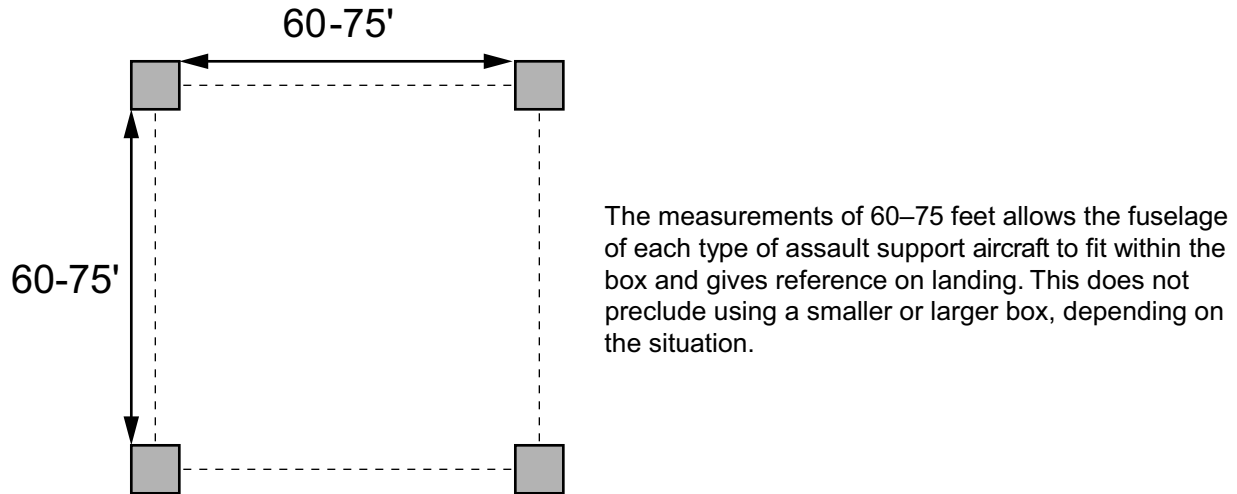 60-75'
60-75'
The measurements of 60–75 feet allows the fuselage
of each type of assault support aircraft to fit within the
box and gives reference on landing. This does not
preclude using a smaller or larger box, depending on
the situation.